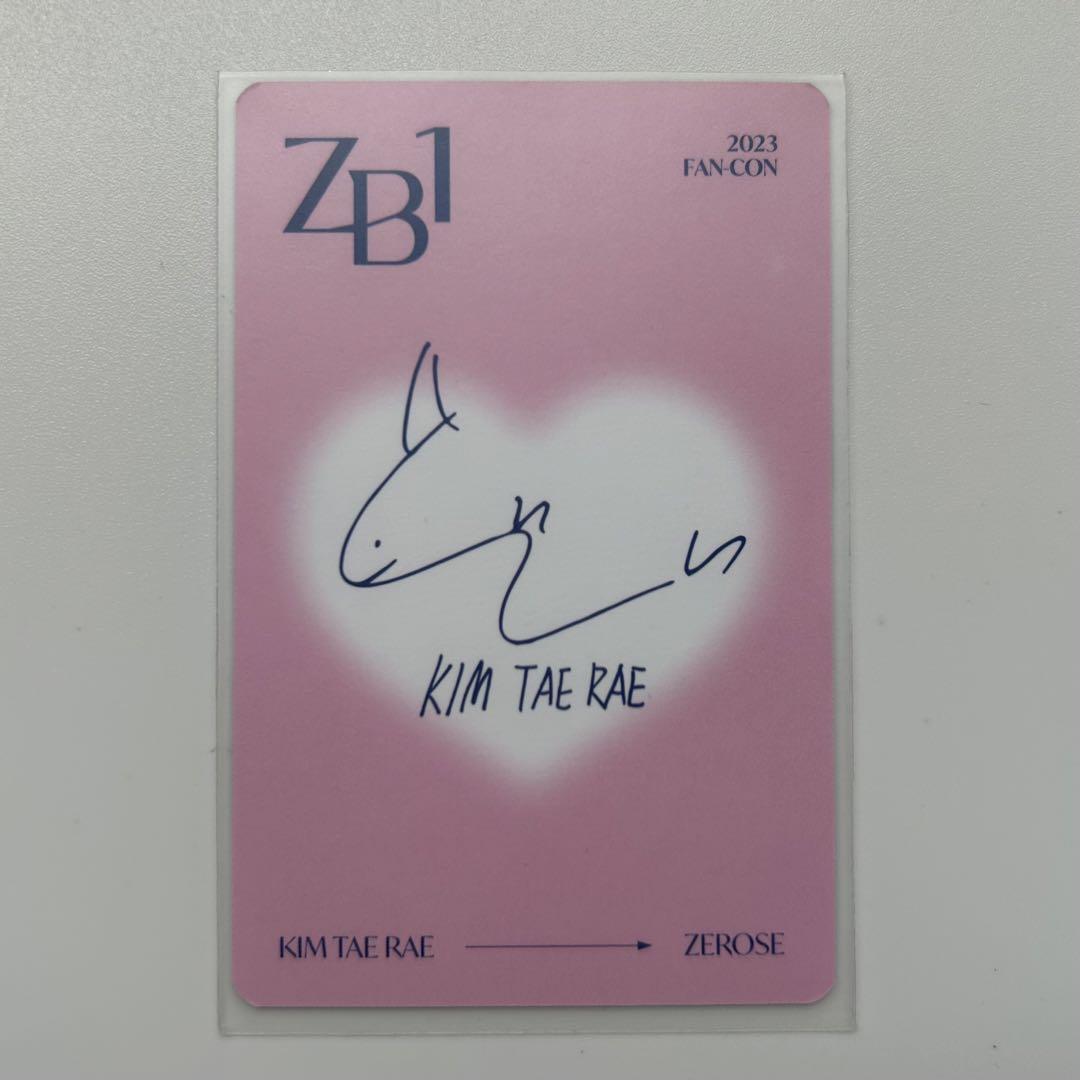 ZB1
2023
FAN-CON
KIM TAE RAE
KIM TAE RAE
ZEROSE